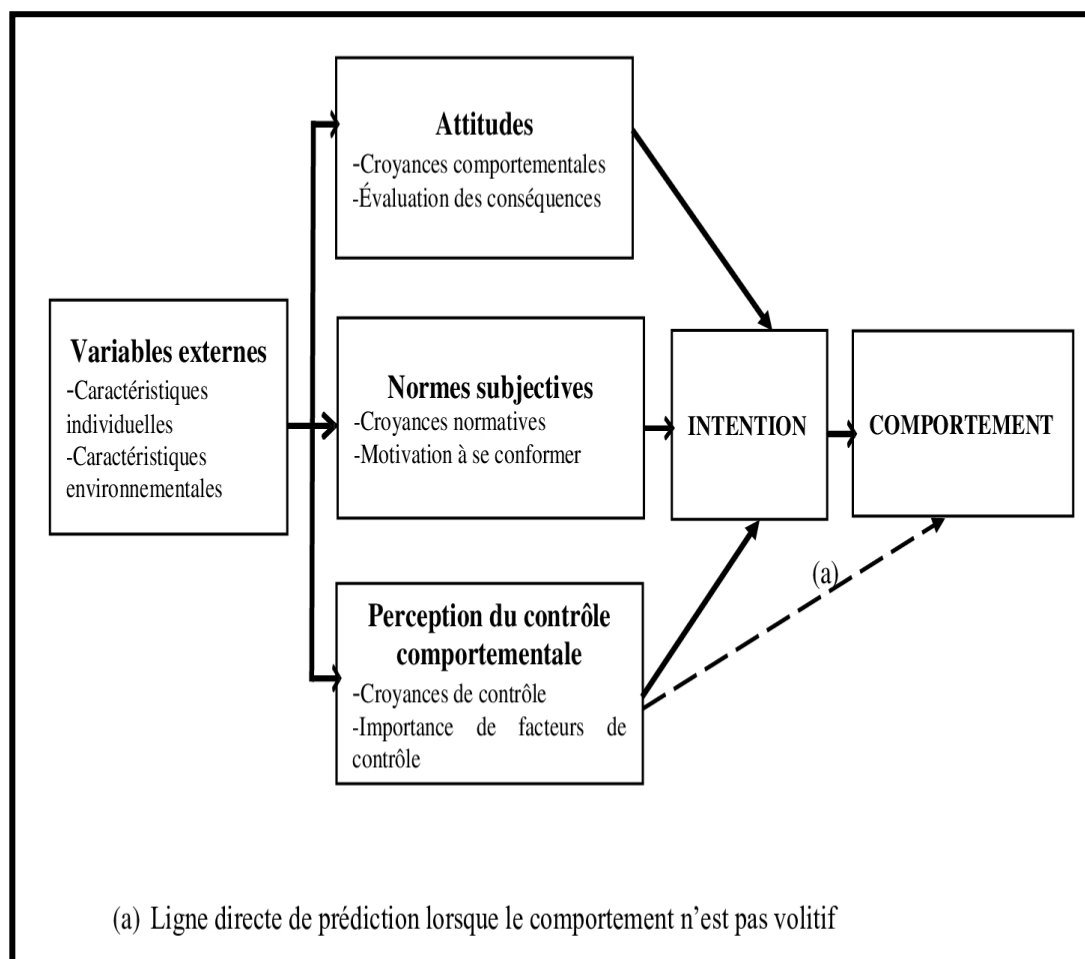 Attitudes
-Croyances comportementales
-Évaluation des conséquences
Variables externes
-Caractéristiques
individuelles
-Caractéristiques
environnementales
Normes subjectives
-Croyances normatives
-Motivation à se conformer
INTENTION
COMPORTEMENT
Perception du contrôle
comportementale
-Croyances de contrôle
-Importance de facteurs de
contrôle
(a)
(a) Ligne directe de prédiction lorsque le comportement n'est pas volitif